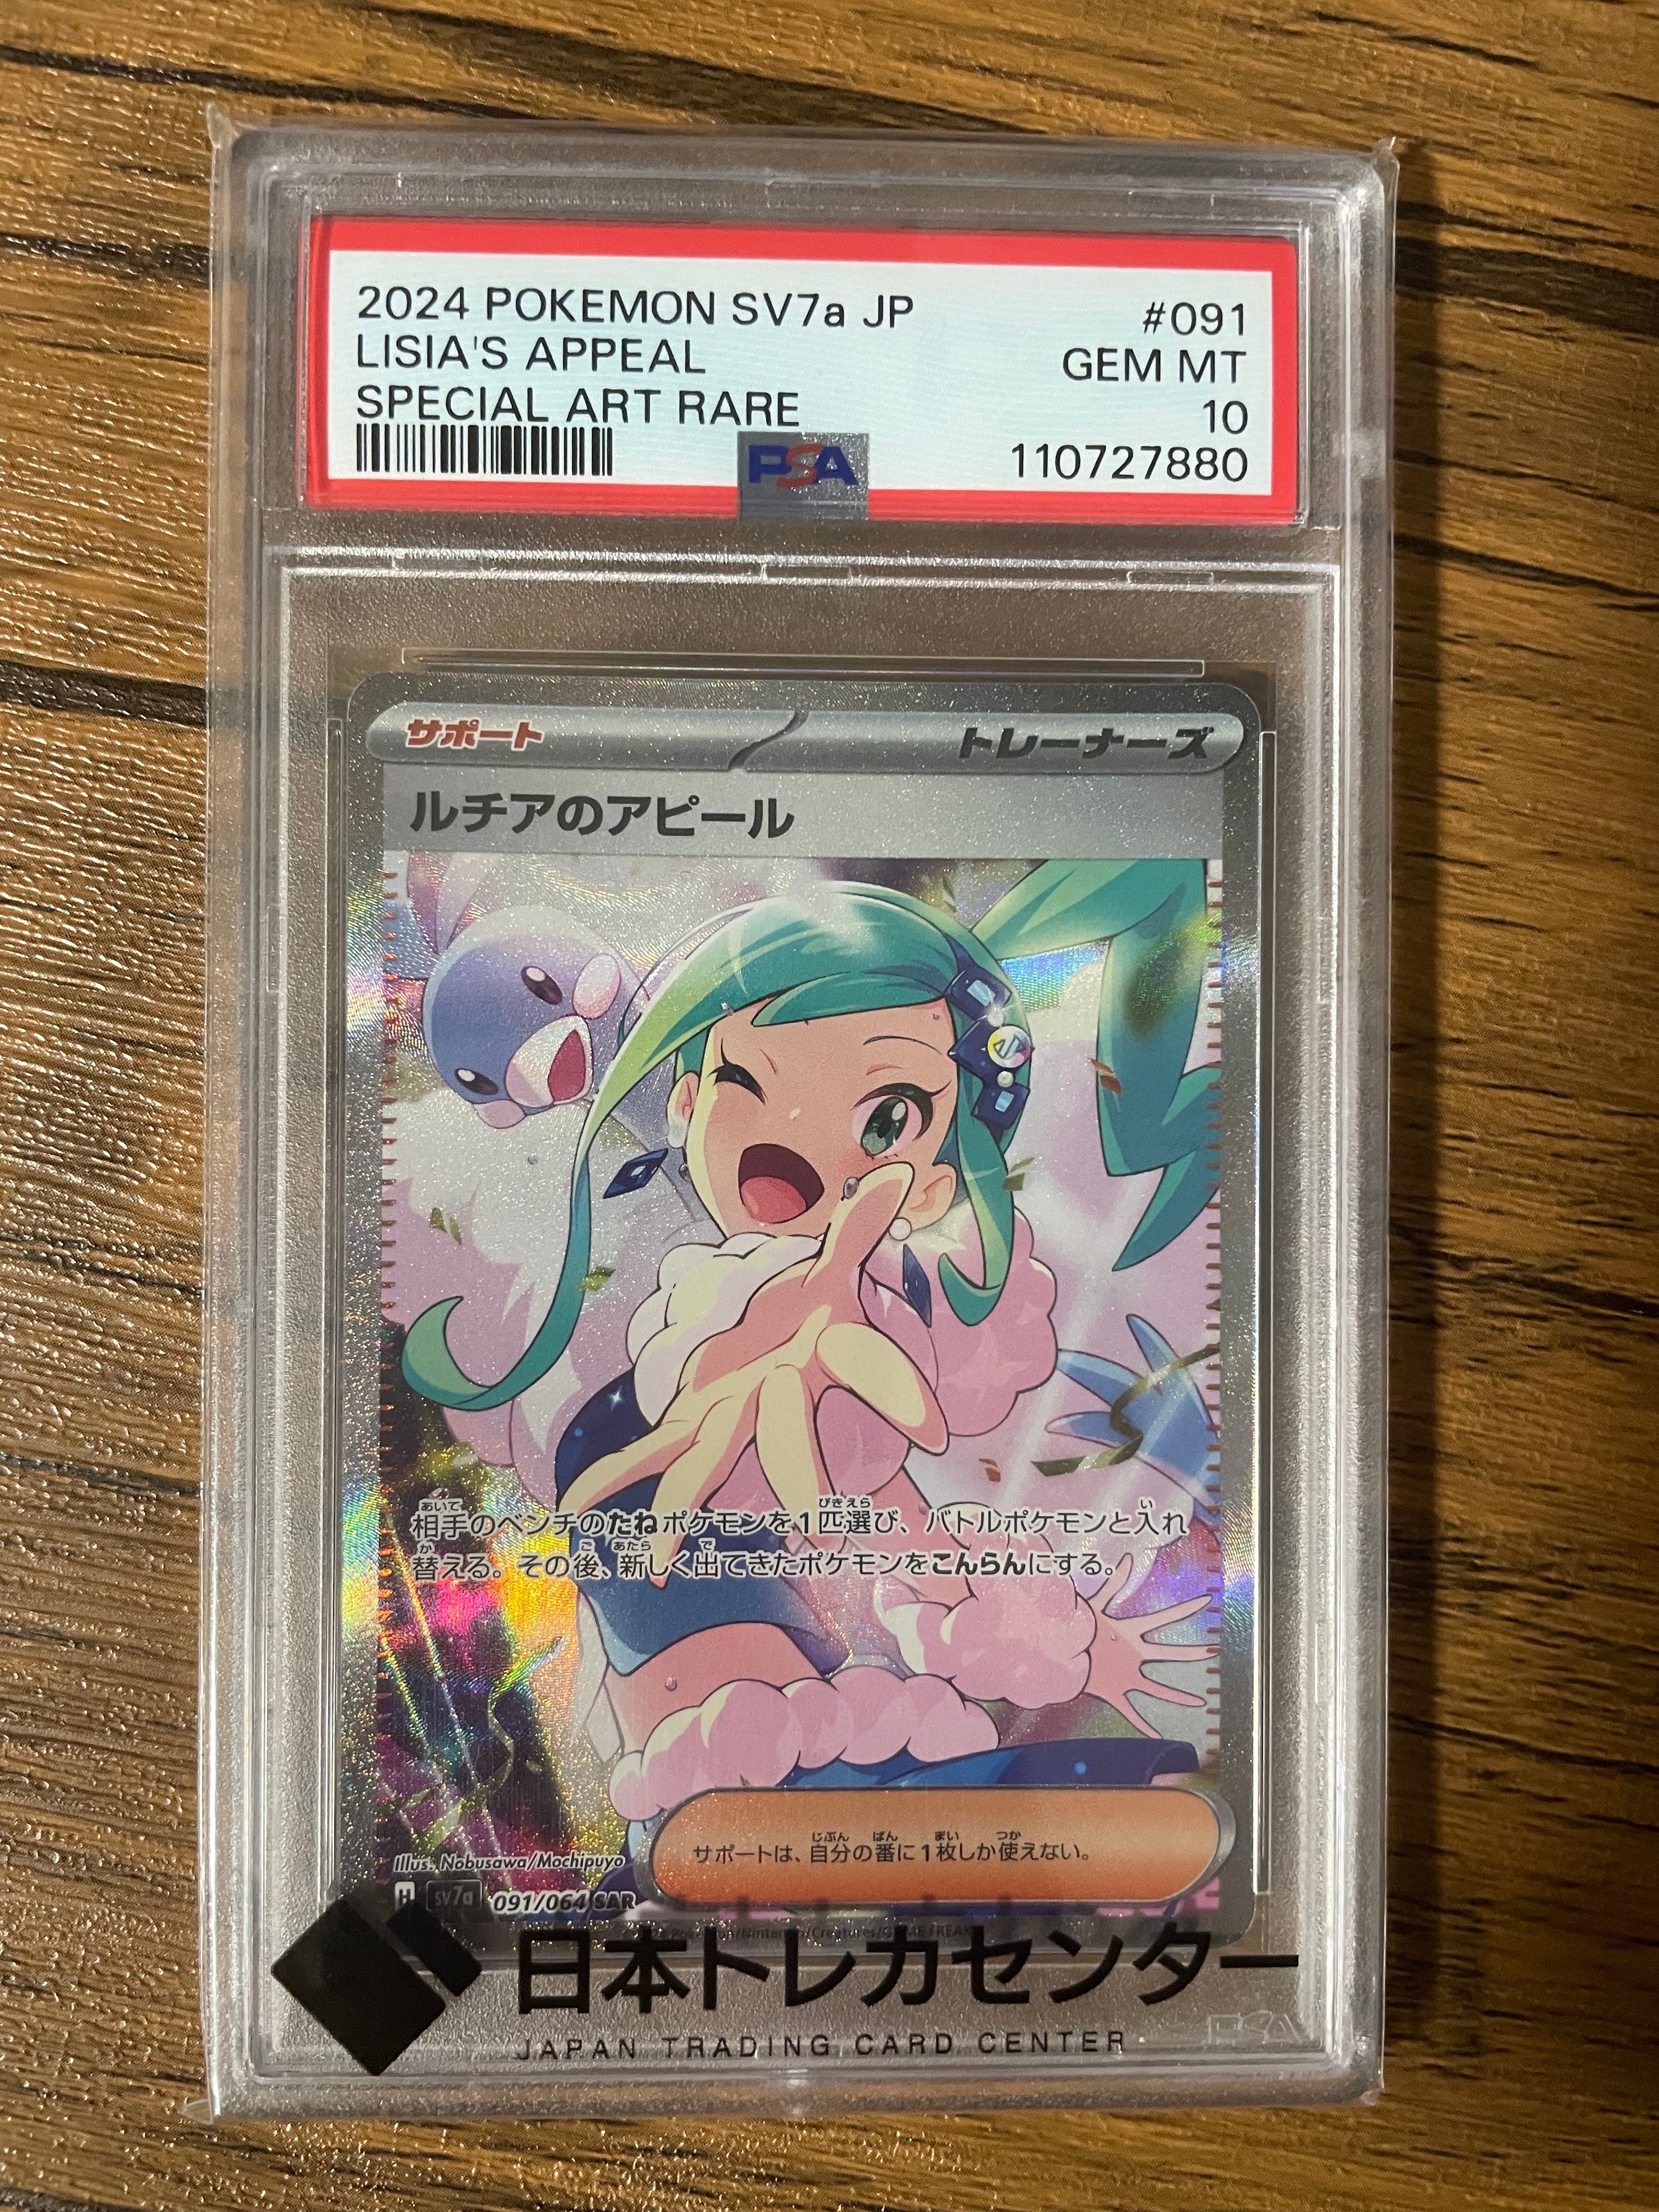 2024 POKEMON SV7a JP #091
LISIA'S APPEAL GEM MT
SPECIAL ART RARE 10
PSA 110727880
サポート トレーナーズ
ルチアのアピール
相手のベンチのたねポケモンを1匹選び、バトルポケモンと入れ
替える。その後、新しく出てきたポケモンをこんらんにする。
サポートは、自分の番に1枚しか使えない。
Illus. Nobusawa/Mochipuyo
H sv7a 091/064 SAR
Pokémon/Nintendo/Creatures/GAME FREAK
日本トレカセンター
JAPAN TRADING CARD CENTER
PSA